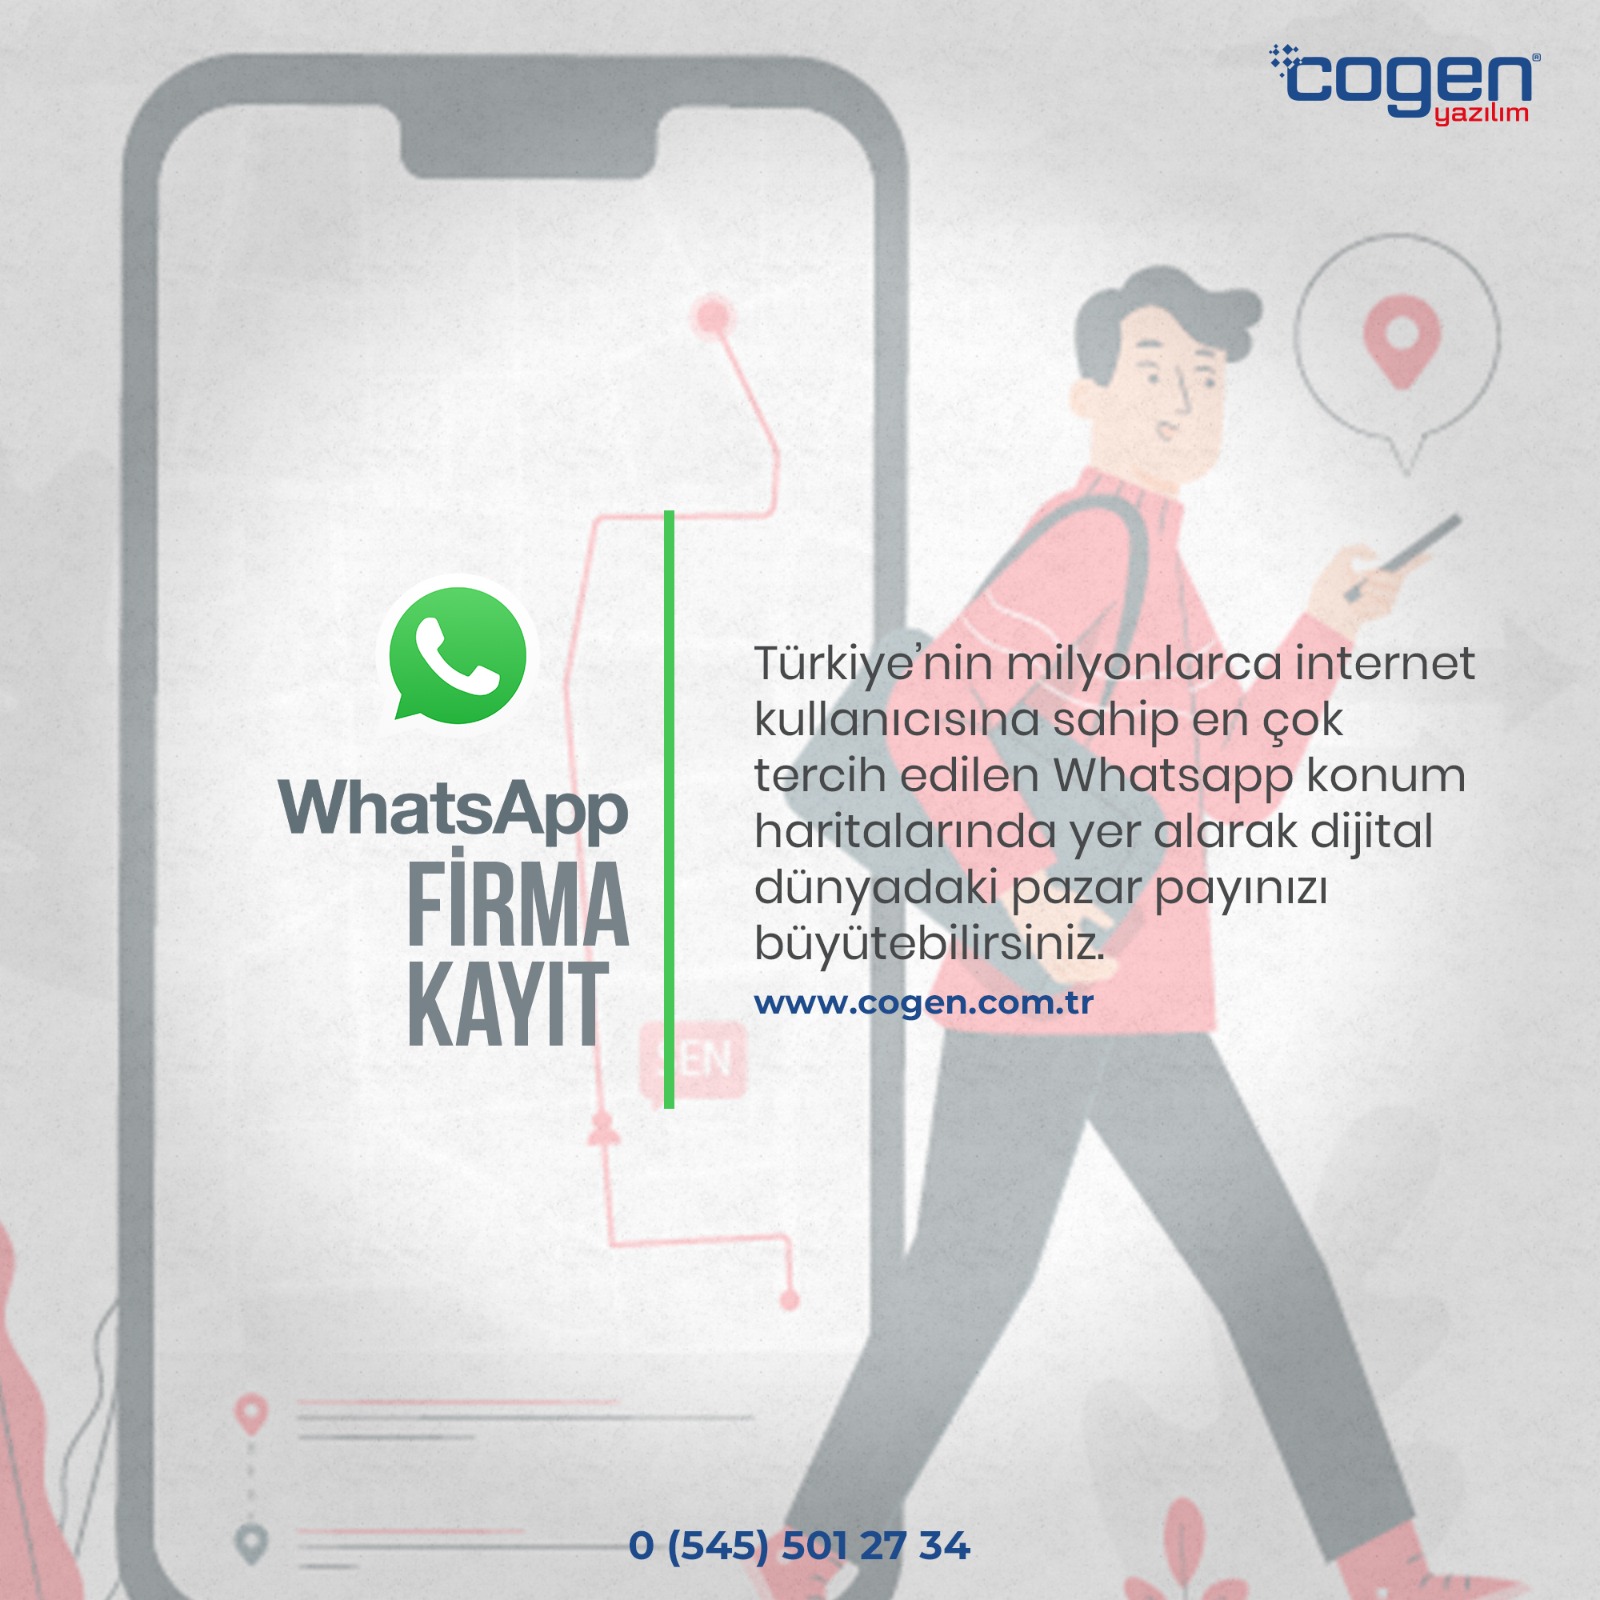 cogen®
yazılım
WhatsApp
FİRMA
KAYIT
Türkiye’nin milyonlarca internet
kullanıcısına sahip en çok
tercih edilen Whatsapp konum
haritalarında yer alarak dijital
dünyadaki pazar payınızı
büyütebilirsiniz.
www.cogen.com.tr
SEN
0 (545) 501 27 34